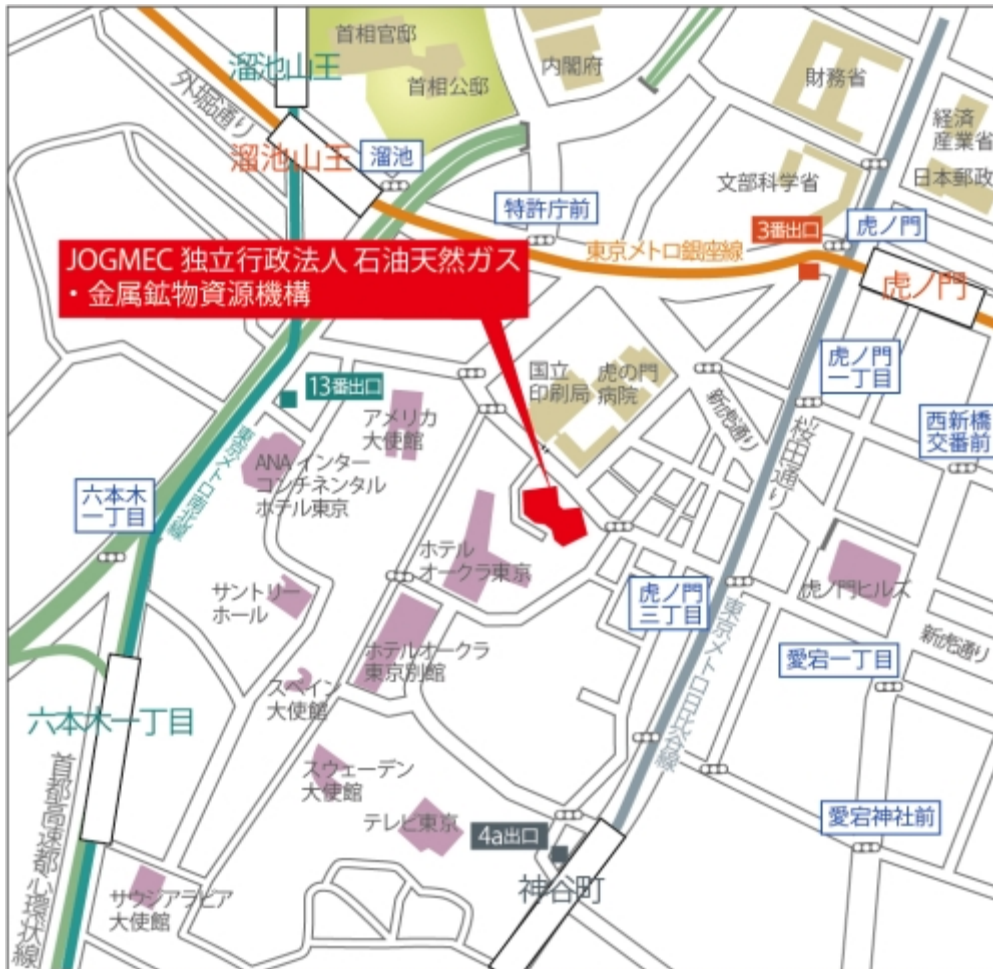 首相官邸
溜池山王
首相公邸
内閣府
財務省
外堀通り
経済
産業省
溜池山王
溜池
文部科学省
日本郵政
特許庁前
3番出口
虎ノ門
東京メトロ銀座線
JOGMEC 独立行政法人 石油天然ガス
・金属鉱物資源機構
虎ノ門
国立
印刷局
虎の門
病院
虎ノ門
一丁目
13番出口
アメリカ
大使館
新虎通り
桜田通り
西新橋
交番前
東京メトロ南北線
ANA インター
コンチネンタル
ホテル東京
六本木
一丁目
ホテル
オークラ東京
サントリー
ホール
虎ノ門
三丁目
虎ノ門ヒルズ
東京メトロ日比谷線
新虎通り
ホテルオークラ
東京別館
愛宕一丁目
スペイン
大使館
六本木一丁目
スウェーデン
大使館
首都高速都心環状線
テレビ東京
4a出口
愛宕神社前
神谷町
サウジアラビア
大使館